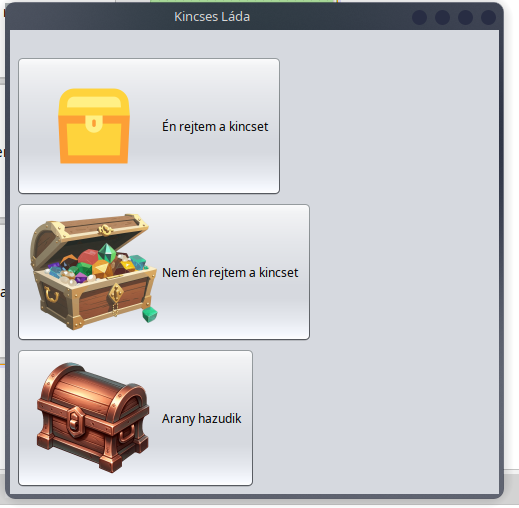 Kincses Láda
Én rejtem a kincset
Nem én rejtem a kincset
Arany hazudik